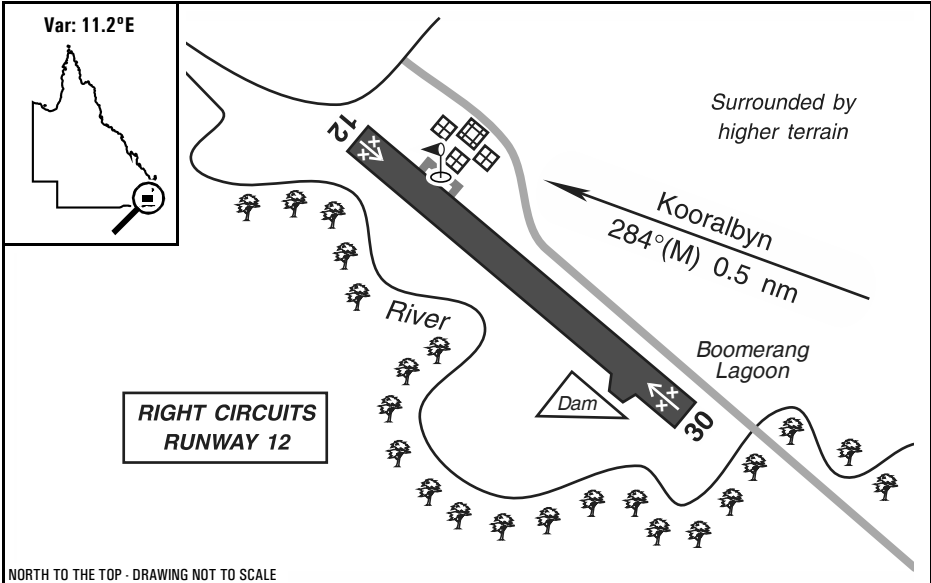 Var: 11.2°E
Surrounded by
higher terrain
12
Kooralbyn
284°(M) 0.5 nm
River
Boomerang
Lagoon
Dam
30
RIGHT CIRCUITS
RUNWAY 12
NORTH TO THE TOP - DRAWING NOT TO SCALE